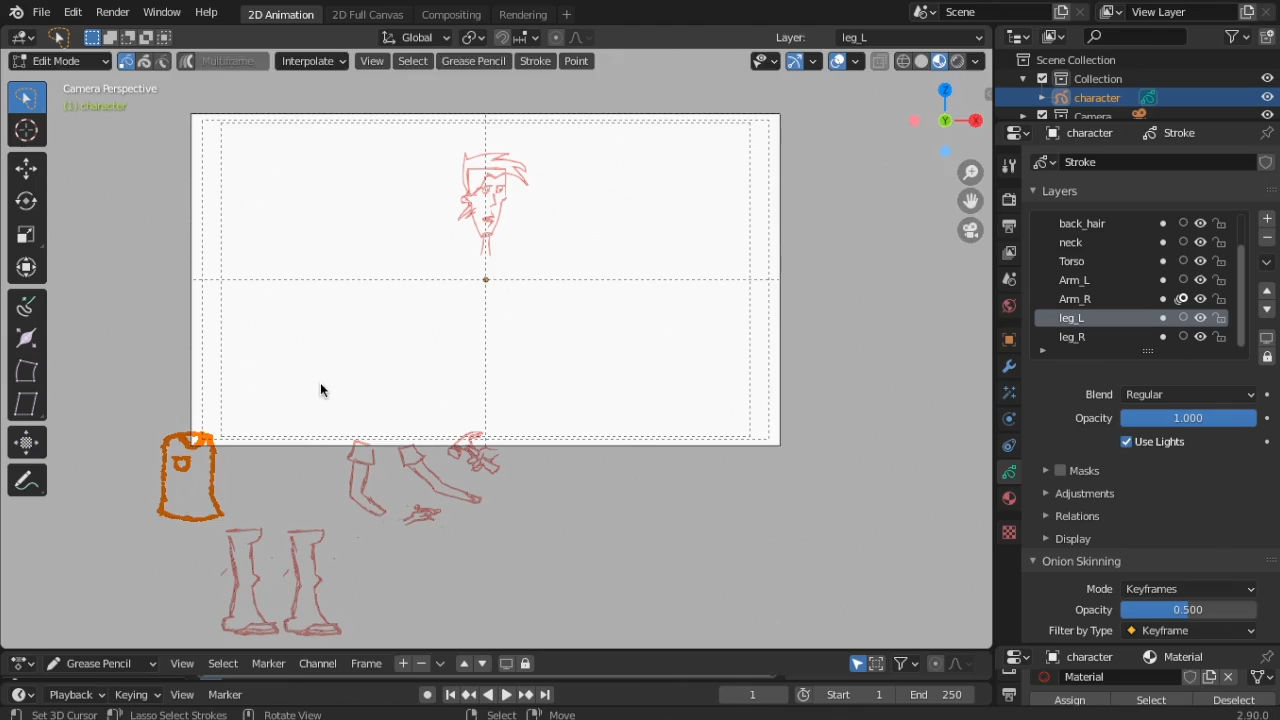 File Edit Render Window Help 2D Animation 2D Full Canvas Compositing Rendering + Scene View Layer
Global Layer: leg_L
Edit Mode Multiframe Interpolate View Select Grease Pencil Stroke Point
Camera Perspective
(1) character
Z
X
Y
Scene Collection
Collection
character
Camera
character Stroke
Stroke
Layers
back_hair
neck
Torso
Arm_L
Arm_R
leg_L
leg_R
Blend Regular
Opacity 1.000
Use Lights
Masks
Adjustments
Relations
Display
Onion Skinning
Mode Keyframes
Opacity 0.500
Filter by Type Keyframe
character Material
Material
Assign Select Deselect
Grease Pencil View Select Marker Channel Frame
Playback Keying View Marker 1 Start 1 End 250
Set 3D Cursor Lasso Select Strokes Rotate View Select Move 2.90.0